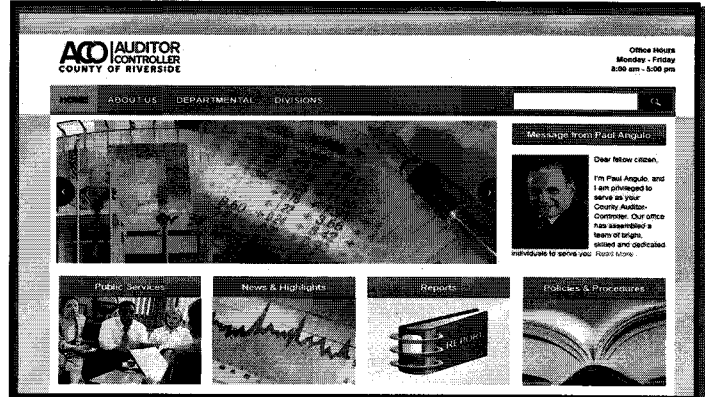 ACO AUDITOR
CONTROLLER
COUNTY OF RIVERSIDE
Office Hours
Monday - Friday
8:00 am - 5:00 pm
HOME ABOUT US DEPARTMENTAL DIVISIONS
Message from Paul Angulo
Dear fellow citizen,
I'm Paul Angulo, and
I am privileged to
serve as your
County Auditor-
Controller. Our office
has assembled a
team of bright,
skilled and dedicated
individuals to serve you Read More
Public Services
News & Highlights
Reports
Policies & Procedures
REPORT